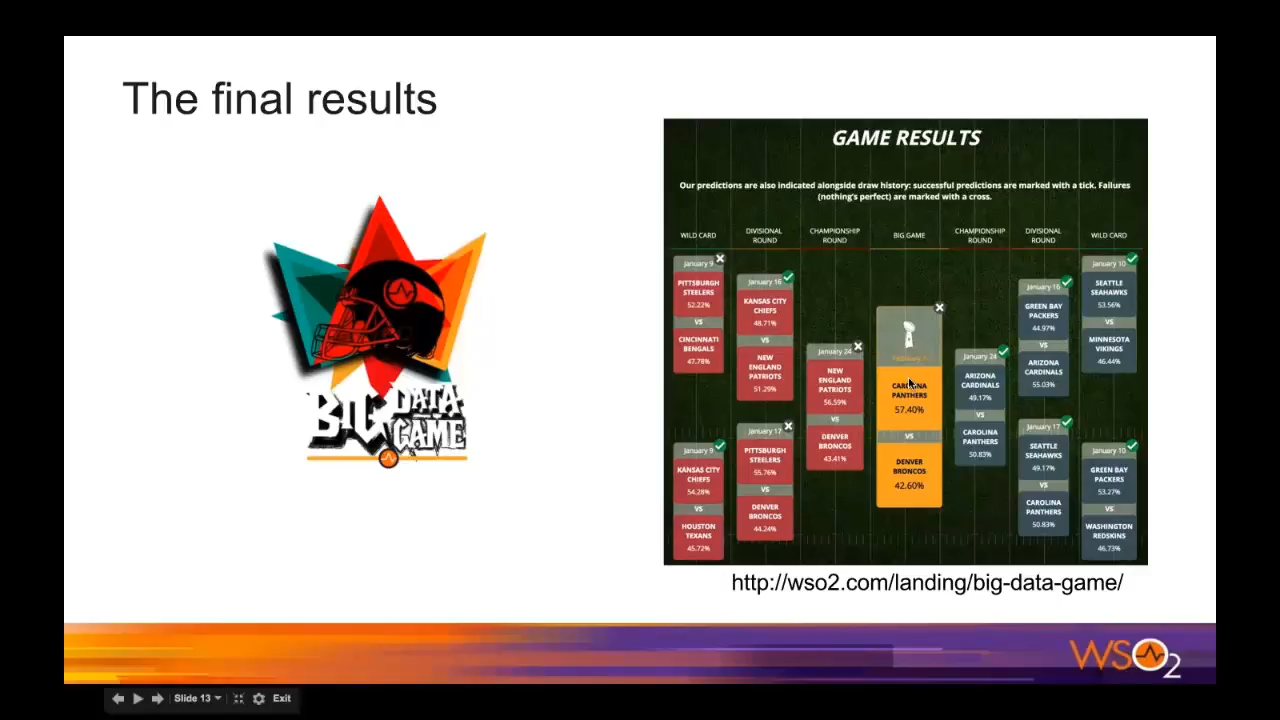 The final results
BIG DATA
GAME
GAME RESULTS
Our predictions are also indicated alongside draw history: successful predictions are marked with a tick. Failures
(nothing's perfect) are marked with a cross.
WILD CARD
January 9
PITTSBURGH
STEELERS
52.22%
VS
CINCINNATI
BENGALS
47.78%
January 9
KANSAS CITY
CHIEFS
54.28%
VS
HOUSTON
TEXANS
45.72%
DIVISIONAL
ROUND
January 16
KANSAS CITY
CHIEFS
48.71%
VS
NEW
ENGLAND
PATRIOTS
51.29%
January 17
PITTSBURGH
STEELERS
55.76%
VS
DENVER
BRONCOS
44.24%
CHAMPIONSHIP
ROUND
January 24
NEW
ENGLAND
PATRIOTS
56.59%
VS
DENVER
BRONCOS
43.41%
BIG GAME
CAROLINA
PANTHERS
57.40%
VS
DENVER
BRONCOS
42.60%
CHAMPIONSHIP
ROUND
January 24
ARIZONA
CARDINALS
49.17%
VS
CAROLINA
PANTHERS
50.83%
DIVISIONAL
ROUND
January 16
GREEN BAY
PACKERS
44.97%
VS
ARIZONA
CARDINALS
55.03%
January 17
SEATTLE
SEAHAWKS
49.17%
VS
CAROLINA
PANTHERS
50.83%
WILD CARD
January 10
SEATTLE
SEAHAWKS
53.56%
VS
MINNESOTA
VIKINGS
46.44%
January 10
GREEN BAY
PACKERS
53.27%
VS
WASHINGTON
REDSKINS
46.73%
http://wso2.com/landing/big-data-game/
WSO2
Slide 13
Exit